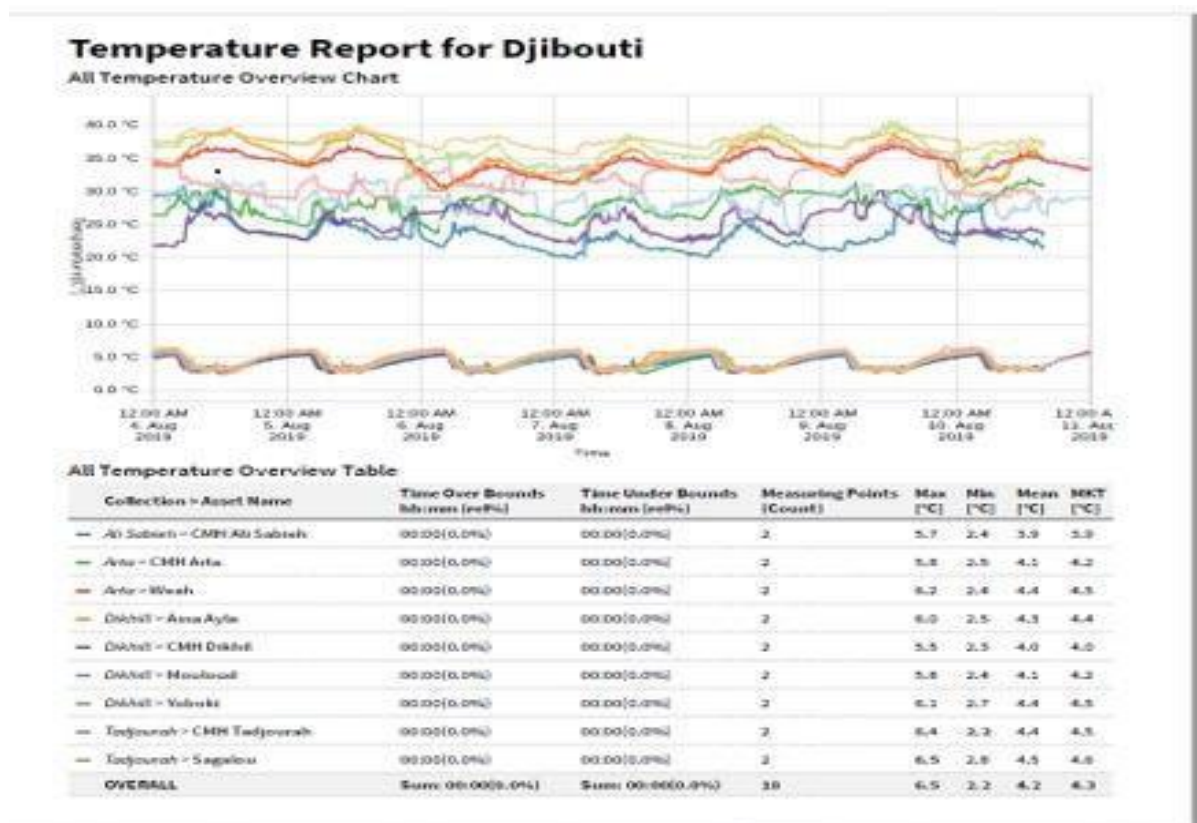 Temperature Report for Djibouti
All Temperature Overview Chart
40.0 °C
35.0 °C
30.0 °C
25.0 °C
20.0 °C
15.0 °C
10.0 °C
5.0 °C
0.0 °C
12:00 AM 12:00 AM 12:00 AM 12:00 AM 12:00 AM 12:00 AM 12:00 AM 12:00 A
4. Aug 5. Aug 6. Aug 7. Aug 8. Aug 9. Aug 10. Aug 11. Au
2019 2019 2019 2019 2019 2019 2019 2019
Time
All Temperature Overview Table
Collection > Asset Name Time Over Bounds hh:mm (rel%) Time Under Bounds hh:mm (rel%) Measuring Points (Count) Max [°C] Min [°C] Mean [°C] MKT [°C]
Ali Sabieh > CMH Ali Sabieh 00:00(0.0%) 00:00(0.0%) 2 5.7 2.4 3.9 3.9
Arta > CMH Arta 00:00(0.0%) 00:00(0.0%) 2 5.8 2.5 4.1 4.2
Arta > Weah 00:00(0.0%) 00:00(0.0%) 2 6.2 2.4 4.4 4.5
Dikhill > 00:00(0.0%) 00:00(0.0%) 2 6.0 2.5 4.3 4.4
Dikhill > CMH Dikhil 00:00(0.0%) 00:00(0.0%) 2 5.5 2.5 4.0 4.0
Dikhill > Mouloud 00:00(0.0%) 00:00(0.0%) 2 5.8 2.4 4.1 4.2
Dikhill > Yoboki 00:00(0.0%) 00:00(0.0%) 2 6.1 2.7 4.4 4.5
Tadjourah > CMH Tadjourah 00:00(0.0%) 00:00(0.0%) 2 6.4 4.4 4.5
Tadjourah > Sagalou 00:00(0.0%) 00:00(0.0%) 2 6.5 2.8 4.5 4.6
OVERALL Sum: 00:00(0.0%) Sum: 00:00(0.0%) 18 6.5 2.2 4.2 4.3